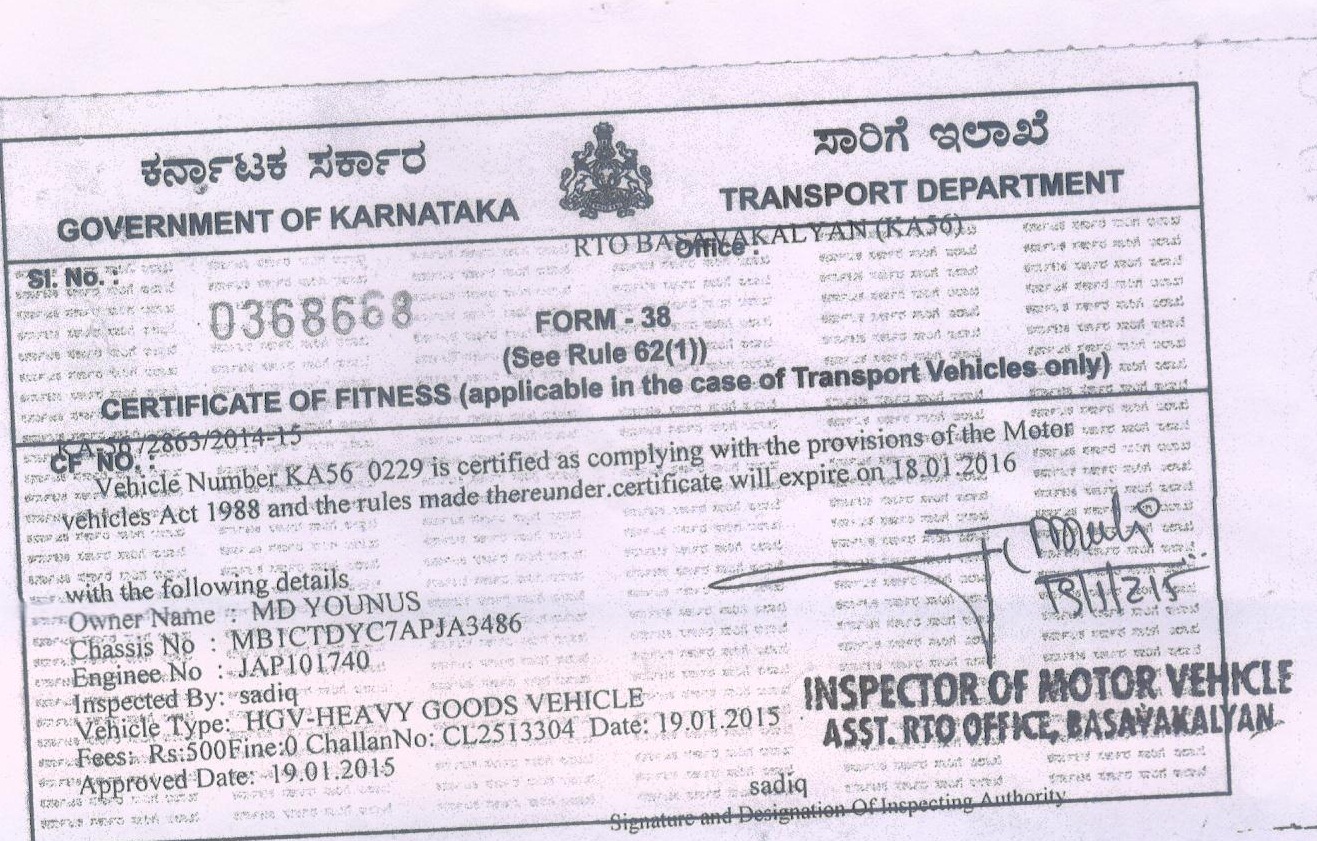 ಕರ್ನಾಟಕ ಸರ್ಕಾರ
ಸಾರಿಗೆ ಇಲಾಖೆ
GOVERNMENT OF KARNATAKA
TRANSPORT DEPARTMENT
RTO BASAVAKALYAN (KA56)
Office :
Sl. No. :
0368668
FORM - 38
(See Rule 62(1))
CERTIFICATE OF FITNESS (applicable in the case of Transport Vehicles only)
KA-38 /2863/2014-15
CF NO. :
Vehicle Number KA56 0229 is certified as complying with the provisions of the Motor
vehicles Act 1988 and the rules made thereunder.certificate will expire on 18.01.2016
with the following details
Owner Name : MD YOUNUS
Chassis No : MB1CTDYC7APJA3486
Enginee.No : JAP101740
Inspected By: sadiq
Vehicle Type: HGV-HEAVY GOODS VEHICLE
Fees: Rs:500Fine:0 ChallanNo: CL2513304 Date: 19.01.2015
Approved Date: 19.01.2015
INSPECTOR OF MOTOR VEHICLE
ASST. RTO OFFICE, BASAVAKALYAN
sadiq
Signature and Designation Of Inspecting Authority